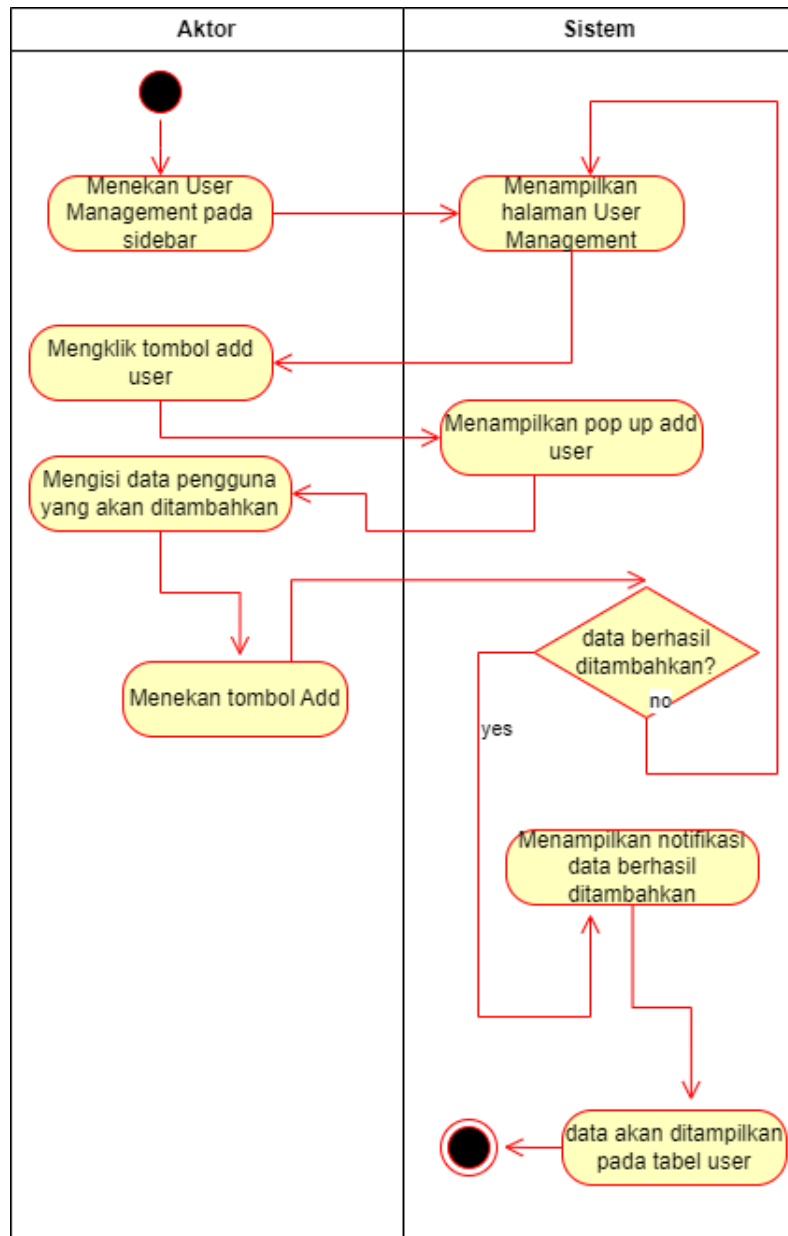 Aktor
Sistem
Menekan User
Management pada
sidebar
Menampilkan
halaman User
Management
Mengklik tombol add
user
Menampilkan pop up add
user
Mengisi data pengguna
yang akan ditambahkan
Menekan tombol Add
data berhasil
ditambahkan?
no
yes
Menampilkan notifikasi
data berhasil
ditambahkan
data akan ditampilkan
pada tabel user